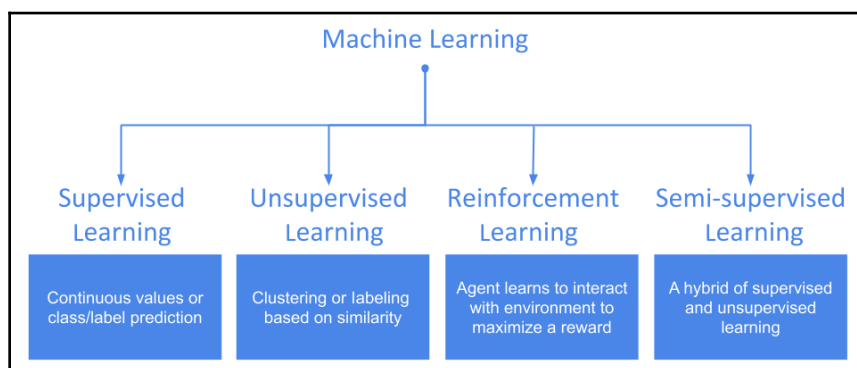 Machine Learning
Supervised
Learning
Continuous values or
class/label prediction
Unsupervised
Learning
Clustering or labeling
based on similarity
Reinforcement
Learning
Agent learns to interact
with environment to
maximize a reward
Semi-supervised
Learning
A hybrid of supervised
and unsupervised
learning